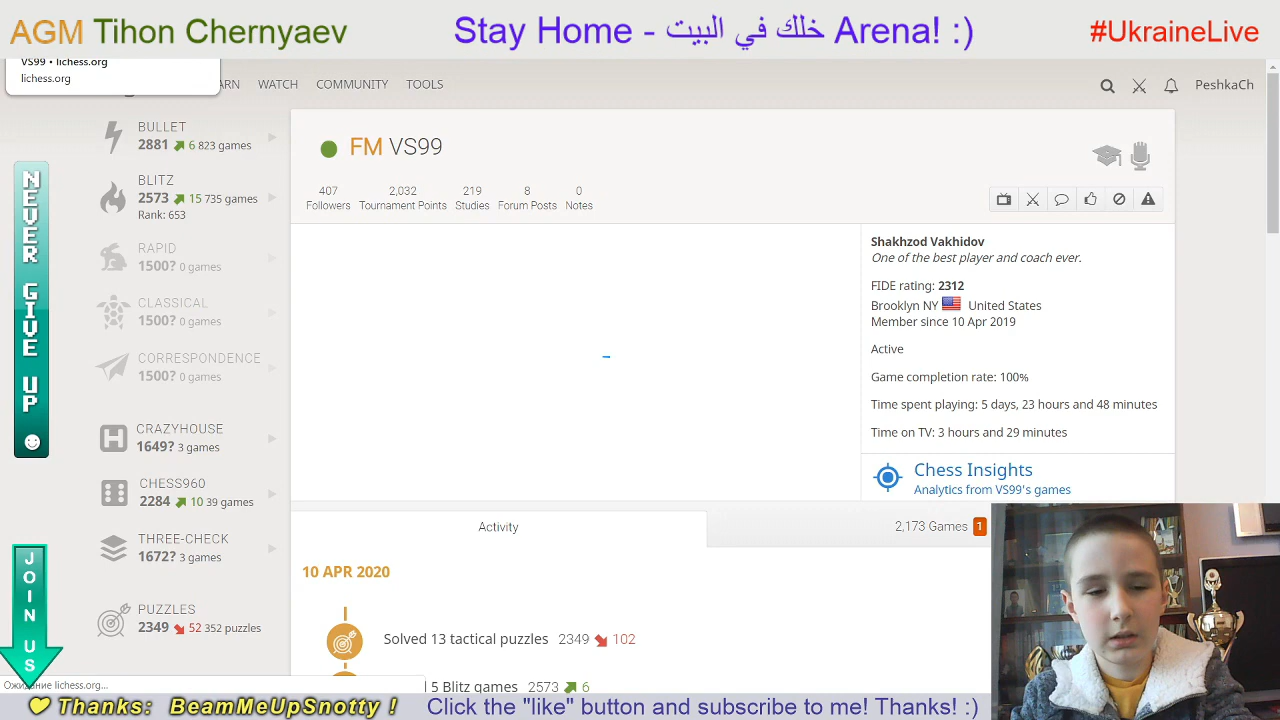 AGM Tihon Chernyaev
Stay Home - خلك في البيت Arena! :)
#UkraineLive
VS99 • lichess.org
lichess.org
ARN WATCH COMMUNITY TOOLS
PeshkaCh
BULLET
2881 6 823 games
BLITZ
2573 15 735 games
Rank: 653
RAPID
1500? 0 games
CLASSICAL
1500? 0 games
CORRESPONDENCE
1500? 0 games
CRAZYHOUSE
1649? 3 games
CHESS960
2284 10 39 games
THREE-CHECK
1672? 3 games
PUZZLES
2349 52 352 puzzles
NEVER GIVE UP
JOIN US
FM VS99
407 2,032 219 8 0
Followers Tournament Points Studies Forum Posts Notes
Shakhzod Vakhidov
One of the best player and coach ever.
FIDE rating: 2312
Brooklyn NY United States
Member since 10 Apr 2019
Active
Game completion rate: 100%
Time spent playing: 5 days, 23 hours and 48 minutes
Time on TV: 3 hours and 29 minutes
Chess Insights
Analytics from VS99's games
Activity
2,173 Games 1
10 APR 2020
Solved 13 tactical puzzles 2349 102
5 Blitz games 2573 6
Ожидание lichess.org...
Thanks: BeamMeUpSnotty !
Click the "like" button and subscribe to me! Thanks! :)